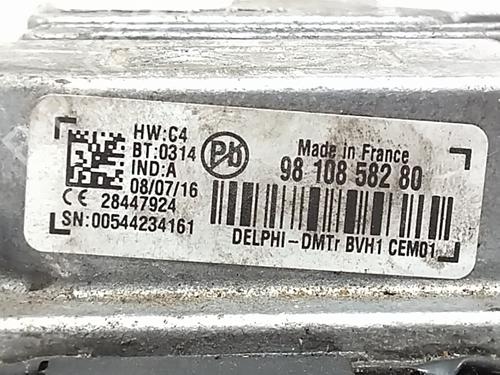 HW:C4
BT:0314
IND:A
08/07/16
CE 28447924
SN:00544234161
Pb
Made in France
98 108 582 80
DELPHI-DMTr BVH1 CEM01